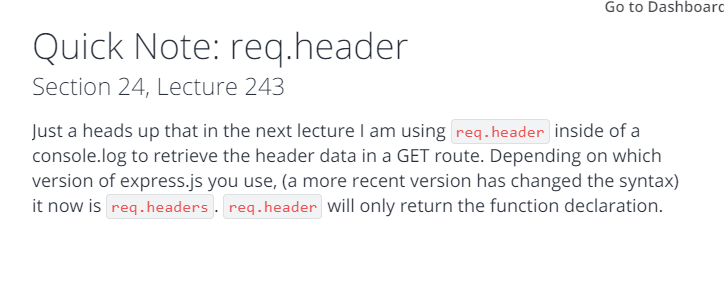 Go to Dashboard
Quick Note: req.header
Section 24, Lecture 243
Just a heads up that in the next lecture I am using req.header inside of a
console.log to retrieve the header data in a GET route. Depending on which
version of express.js you use, (a more recent version has changed the syntax)
it now is req.headers. req.header will only return the function declaration.